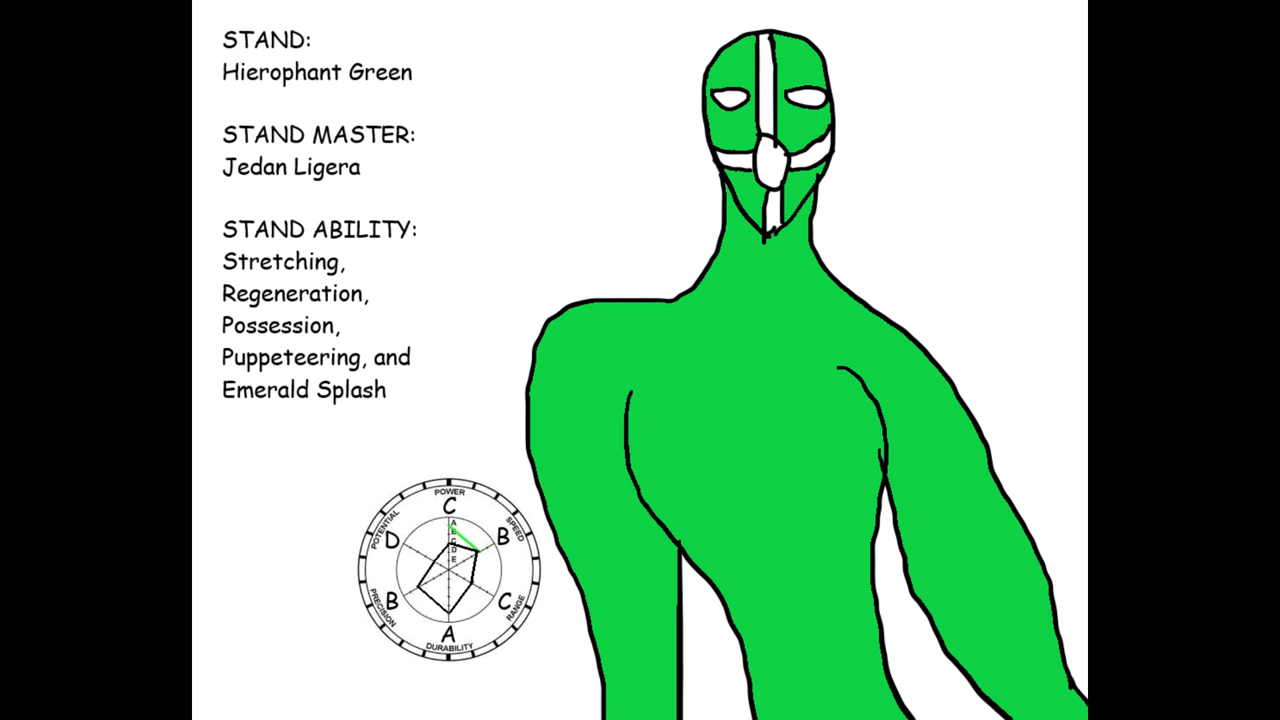 STAND:
Hierophant Green
STAND MASTER:
Jedan Ligera
STAND ABILITY:
Stretching,
Regeneration,
Possession,
Puppeteering, and
Emerald Splash
POWER
C
POTENTIAL
D
SPEED
B
A
B
C
D
E
PRECISION
B
RANGE
C
A
DURABILITY